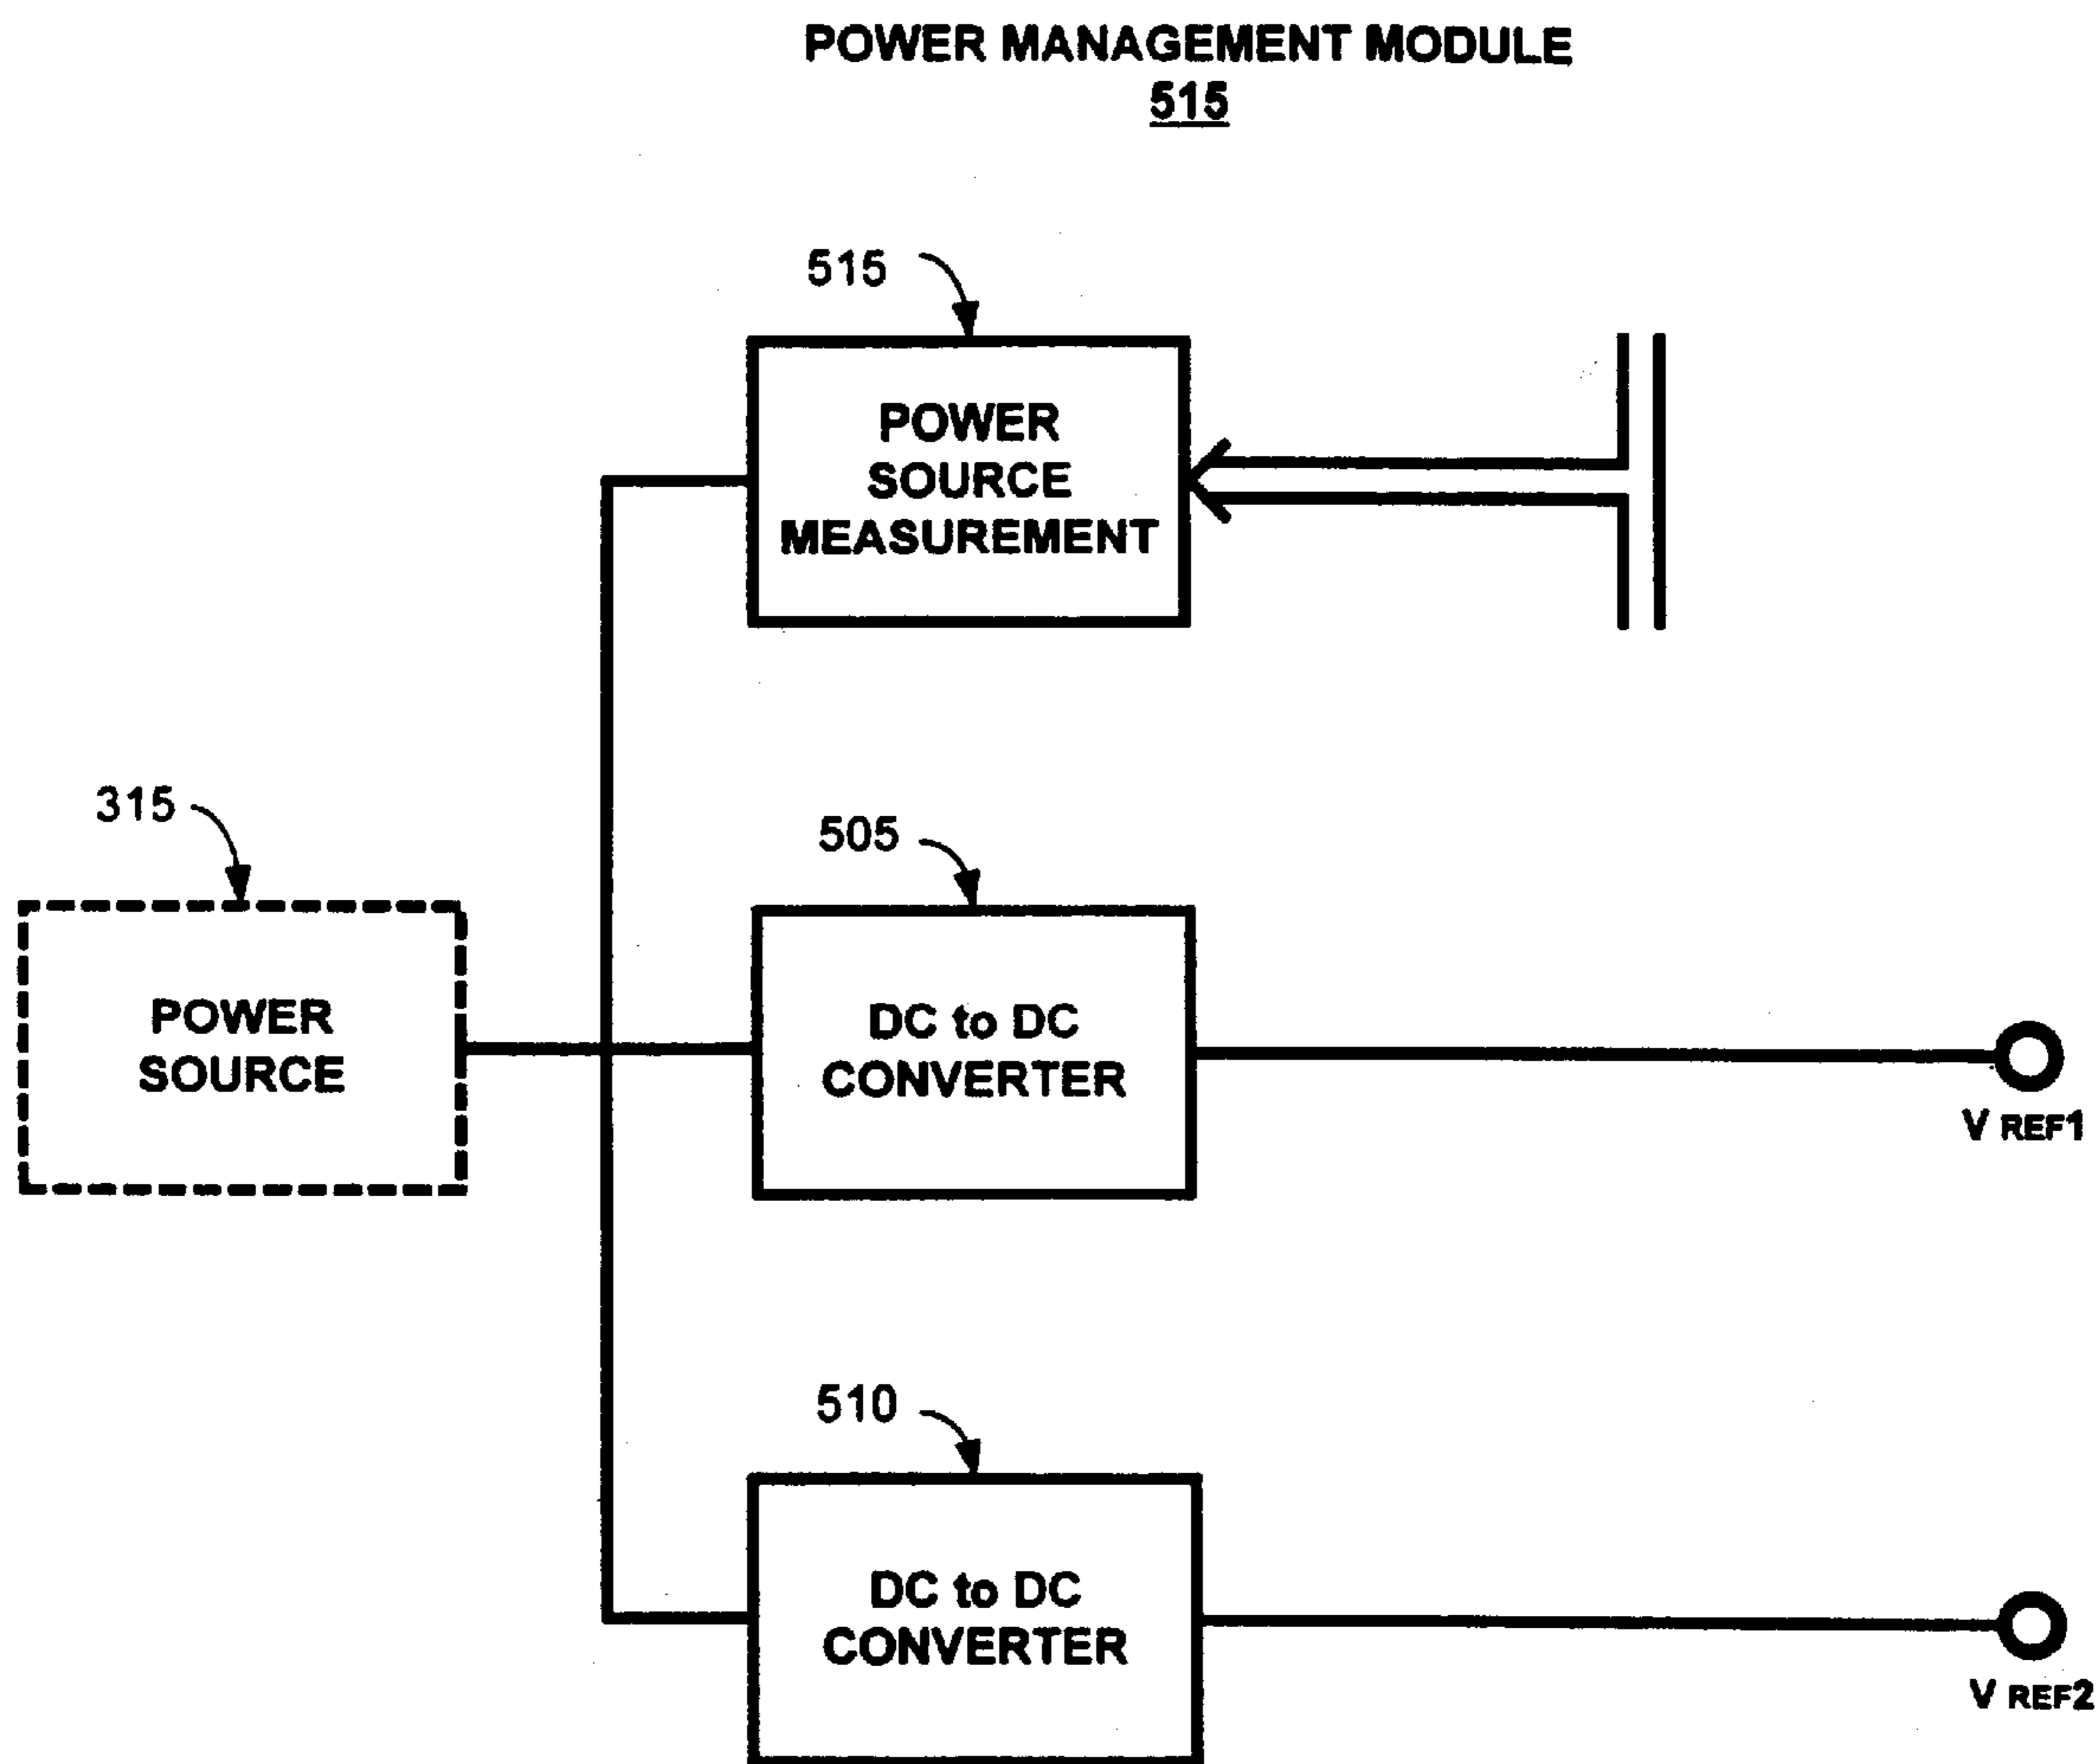 POWER MANAGEMENT MODULE
515
515
POWER
SOURCE
MEASUREMENT
315
POWER
SOURCE
505
DC to DC
CONVERTER
V REF1
510
DC to DC
CONVERTER
V REF2